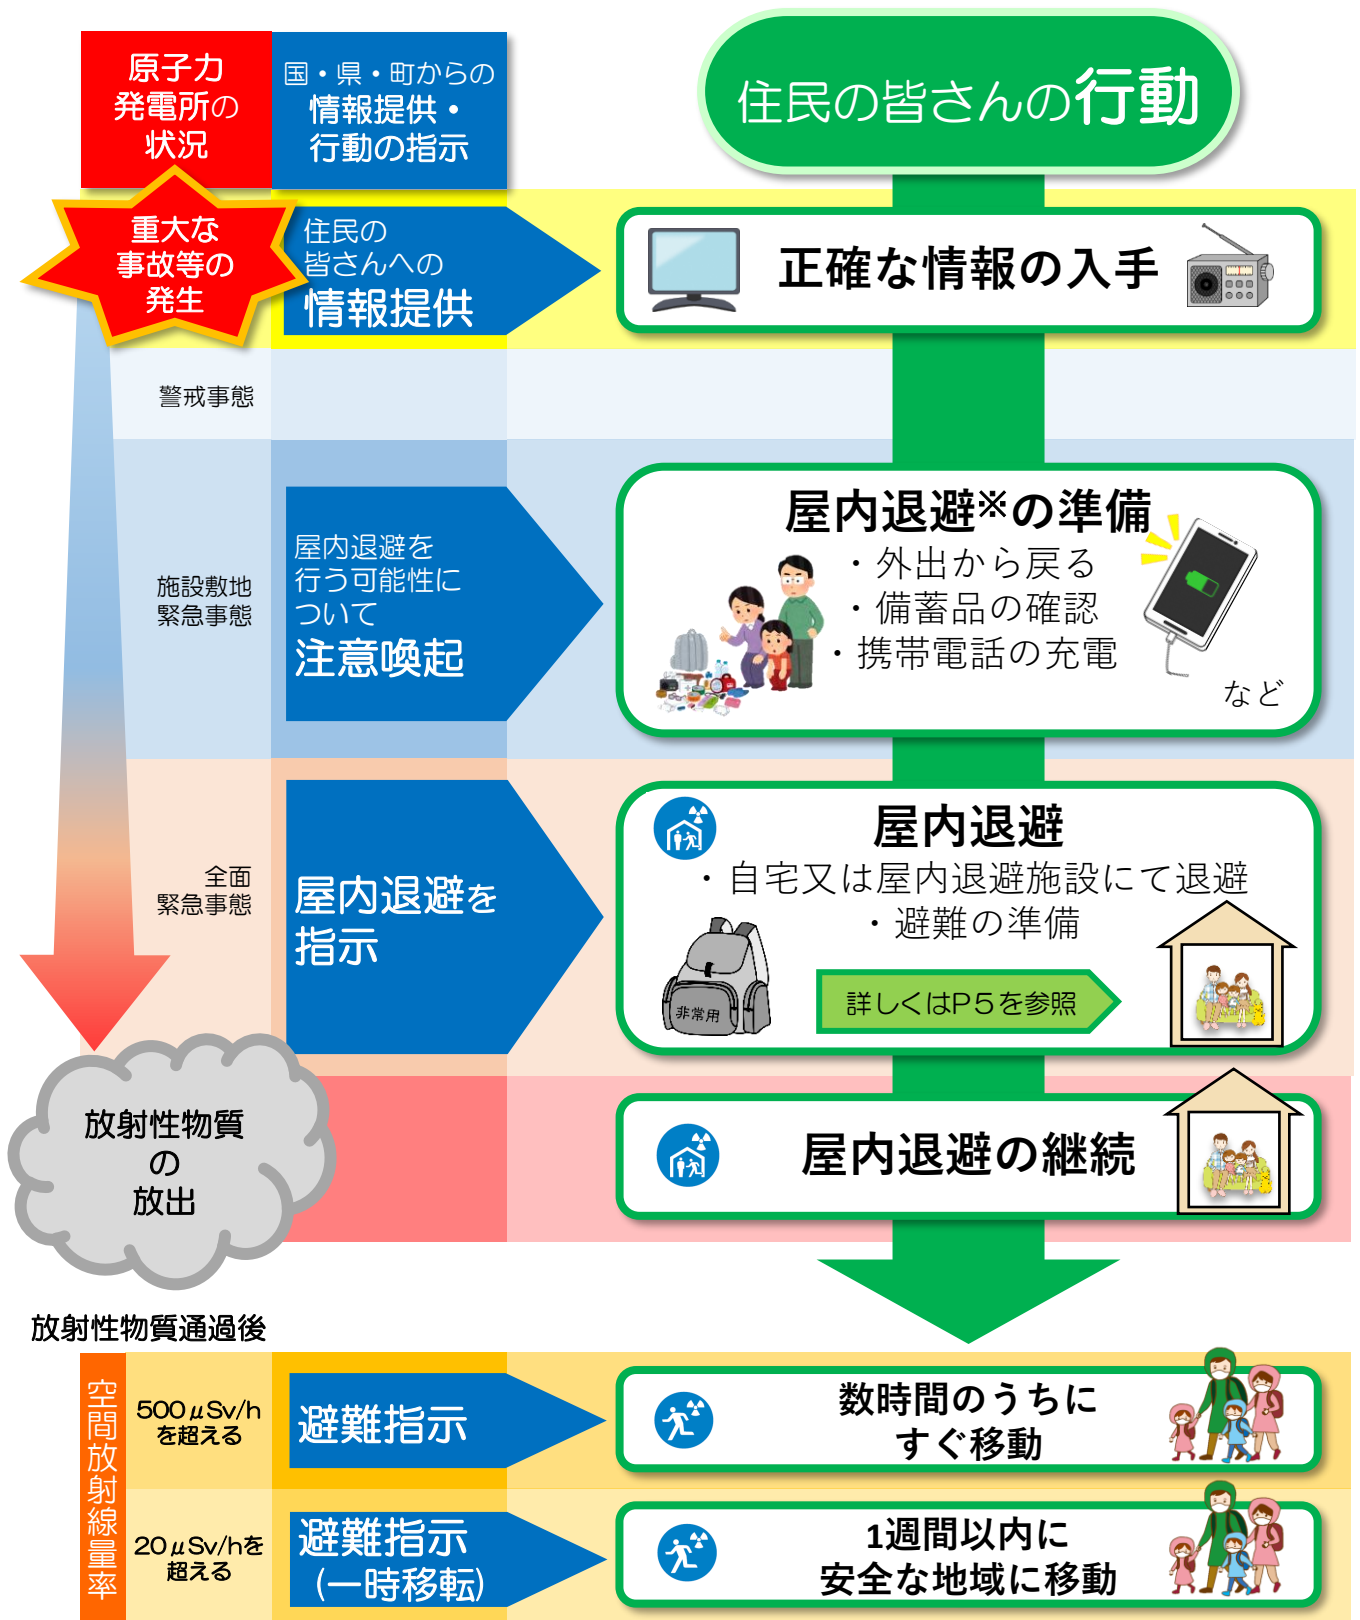 原子力
発電所の
状況
国・県・町からの
情報提供・
行動の指示
住民の皆さんの行動
重大な
事故等の
発生
住民の
皆さんへの
情報提供
正確な情報の入手
警戒事態
施設敷地
緊急事態
屋内退避を
行う可能性に
ついて
注意喚起
屋内退避※の準備
・外出から戻る
・備蓄品の確認
・携帯電話の充電
など
全面
緊急事態
屋内退避を
指示
屋内退避
・自宅又は屋内退避施設にて退避
・避難の準備
非常用
詳しくはP5を参照
放射性物質
の
放出
屋内退避の継続
放射性物質通過後
空間放射線量率
500μSv/h
を超える
避難指示
数時間のうちに
すぐ移動
20μSv/hを
超える
避難指示
(一時移転)
1週間以内に
安全な地域に移動